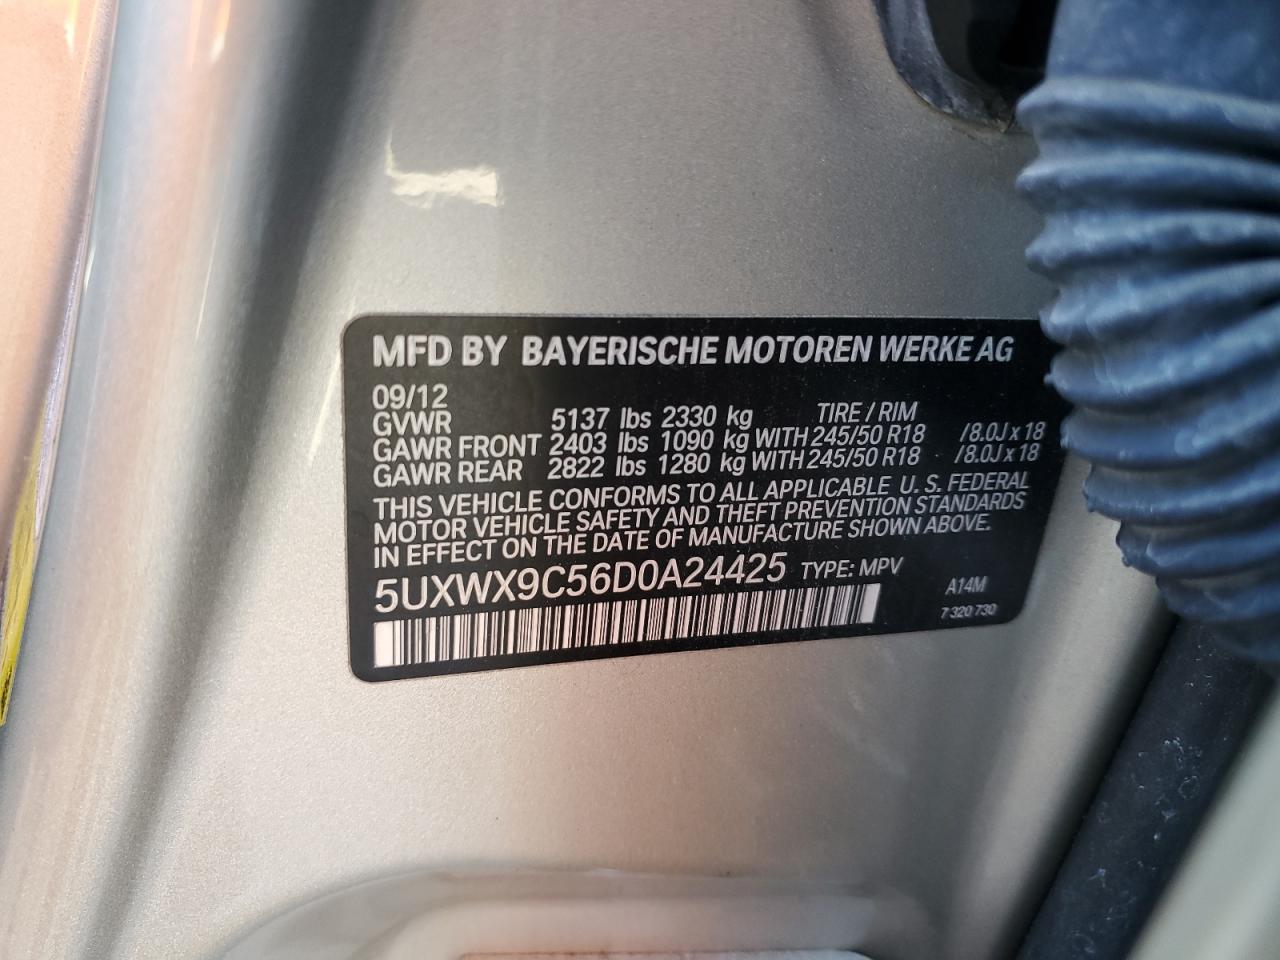 MFD BY BAYERISCHE MOTOREN WERKE AG
09/12
GVWR 5137 lbs 2330 kg TIRE / RIM
GAWR FRONT 2403 lbs 1090 kg WITH 245/50 R18 /8.0J x 18
GAWR REAR 2822 lbs 1280 kg WITH 245/50 R18 /8.0J x 18
THIS VEHICLE CONFORMS TO ALL APPLICABLE U. S. FEDERAL
MOTOR VEHICLE SAFETY AND THEFT PREVENTION STANDARDS
IN EFFECT ON THE DATE OF MANUFACTURE SHOWN ABOVE.
5UXWX9C56D0A24425 TYPE: MPV
A14M
7 320 730